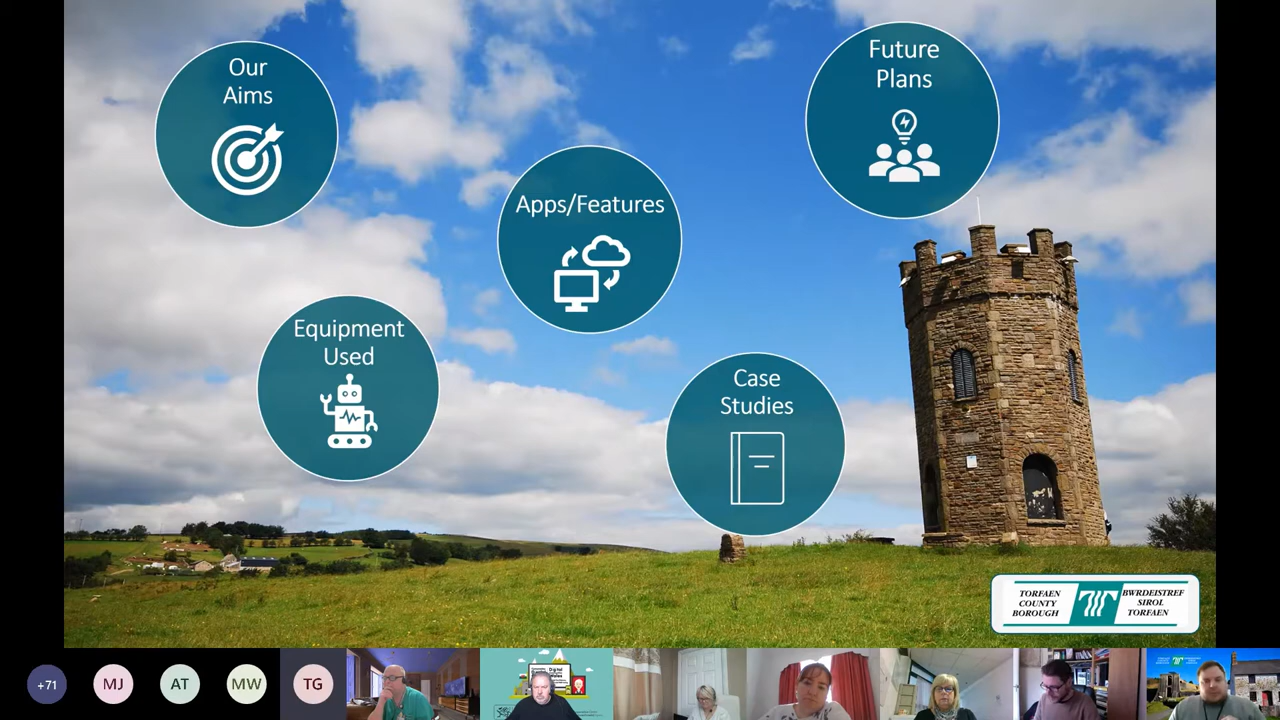 Our
Aims
Future
Plans
Apps/Features
Equipment
Used
Case
Studies
TORFAEN
COUNTY
BOROUGH
BWRDEISTREF
SIROL
TORFAEN
+71
MJ
AT
MW
TG
Digital